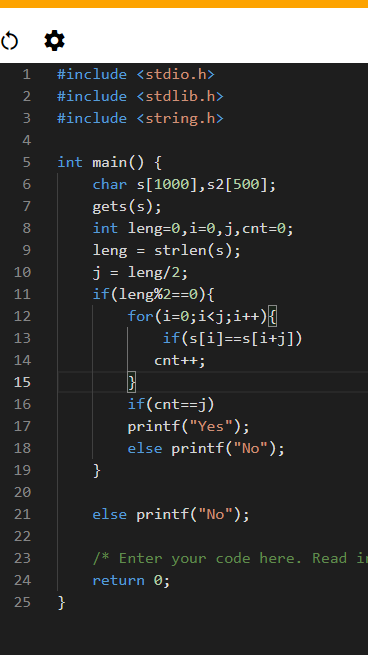 1 #include <stdio.h>
2 #include <stdlib.h>
3 #include <string.h>
4
5 int main() {
6 char s[1000],s2[500];
7 gets(s);
8 int leng=0,i=0,j,cnt=0;
9 leng = strlen(s);
10 j = leng/2;
11 if(leng%2==0){
12 for(i=0;i<j;i++){
13 if(s[i]==s[i+j])
14 cnt++;
15 }
16 if(cnt==j)
17 printf("Yes");
18 else printf("No");
19 }
20
21 else printf("No");
22
23 /* Enter your code here. Read
24 return 0;
25 }